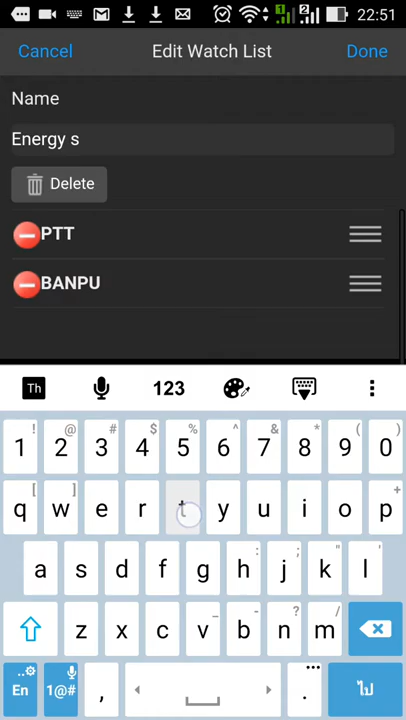 22:51
Cancel Edit Watch List Done
Name
Energy s
Delete
PTT
BANPU
Th 123
! @ # $ % ^ & * ( )
1 2 3 4 5 6 7 8 9 0
[ ] +
q w e r t y u i o p
: ; " '
a s d f g h j k l
_ - ? /
z x c v b n m
En 1@# , . ไป